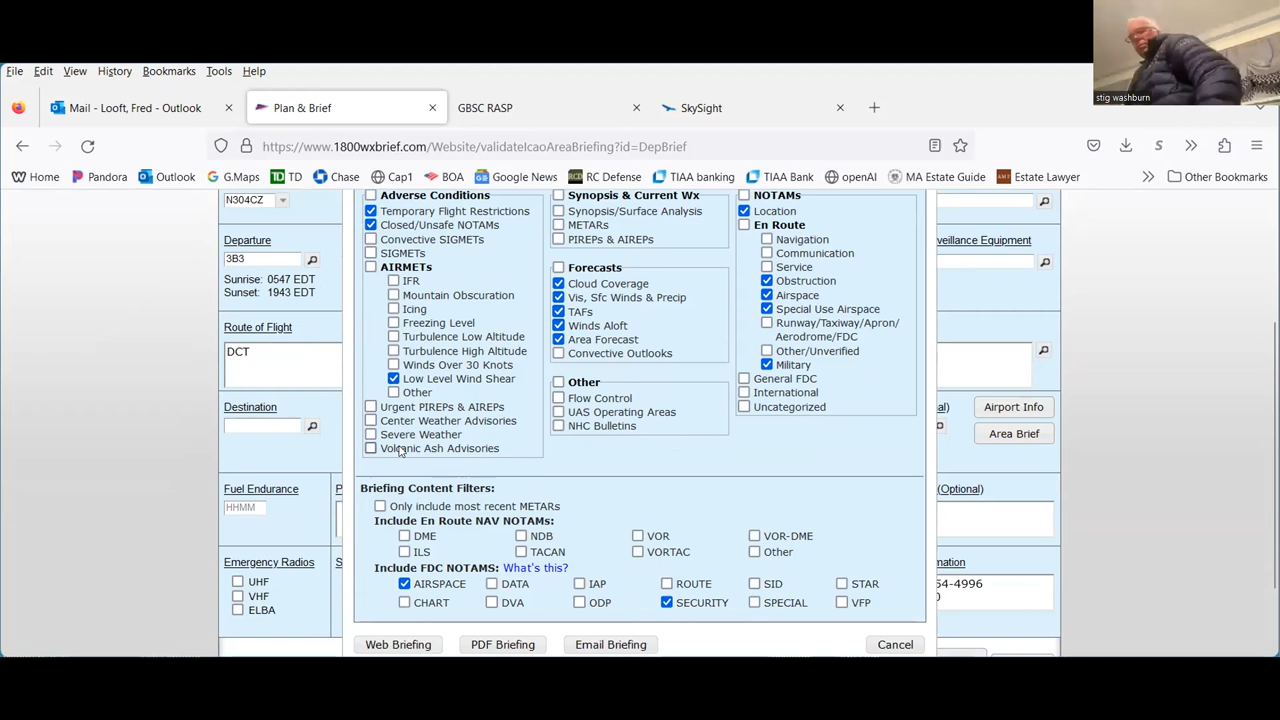 File Edit View History Bookmarks Tools Help
stig washburn
Mail - Looft, Fred - Outlook
Plan & Brief
GBSC RASP
SkySight
https://www.1800wxbrief.com/Website/validateIcaoAreaBriefing?id=DepBrief
Home Pandora Outlook G.Maps TD Chase Cap1 BOA Google News RC Defense TIAA banking TIAA Bank openAI MA Estate Guide Estate Lawyer Other Bookmarks
N304CZ
Departure
3B3
Sunrise: 0547 EDT
Sunset: 1943 EDT
Route of Flight
DCT
Destination
Fuel Endurance
HHMM
P
Emergency Radios
S
UHF
VHF
ELBA
Adverse Conditions
Temporary Flight Restrictions
Closed/Unsafe NOTAMs
Convective SIGMETs
SIGMETs
AIRMETs
IFR
Mountain Obscuration
Icing
Freezing Level
Turbulence Low Altitude
Turbulence High Altitude
Winds Over 30 Knots
Low Level Wind Shear
Other
Urgent PIREPs & AIREPs
Center Weather Advisories
Severe Weather
Volcanic Ash Advisories
Synopsis & Current Wx
Synopsis/Surface Analysis
METARs
PIREPs & AIREPs
Forecasts
Cloud Coverage
Vis, Sfc Winds & Precip
TAFs
Winds Aloft
Area Forecast
Convective Outlooks
Other
Flow Control
UAS Operating Areas
NHC Bulletins
NOTAMs
Location
En Route
Navigation
Communication
Service
Obstruction
Airspace
Special Use Airspace
Runway/Taxiway/Apron/
Aerodrome/FDC
Other/Unverified
Military
General FDC
International
Uncategorized
Briefing Content Filters:
Only include most recent METARs
Include En Route NAV NOTAMs:
DME NDB VOR VOR-DME
ILS TACAN VORTAC Other
Include FDC NOTAMS: What's this?
AIRSPACE DATA IAP ROUTE SID STAR
CHART DVA ODP SECURITY SPECIAL VFP
Web Briefing PDF Briefing Email Briefing Cancel
veillance Equipment
al)
Airport Info
Area Brief
(Optional)
mation
54-4996
0